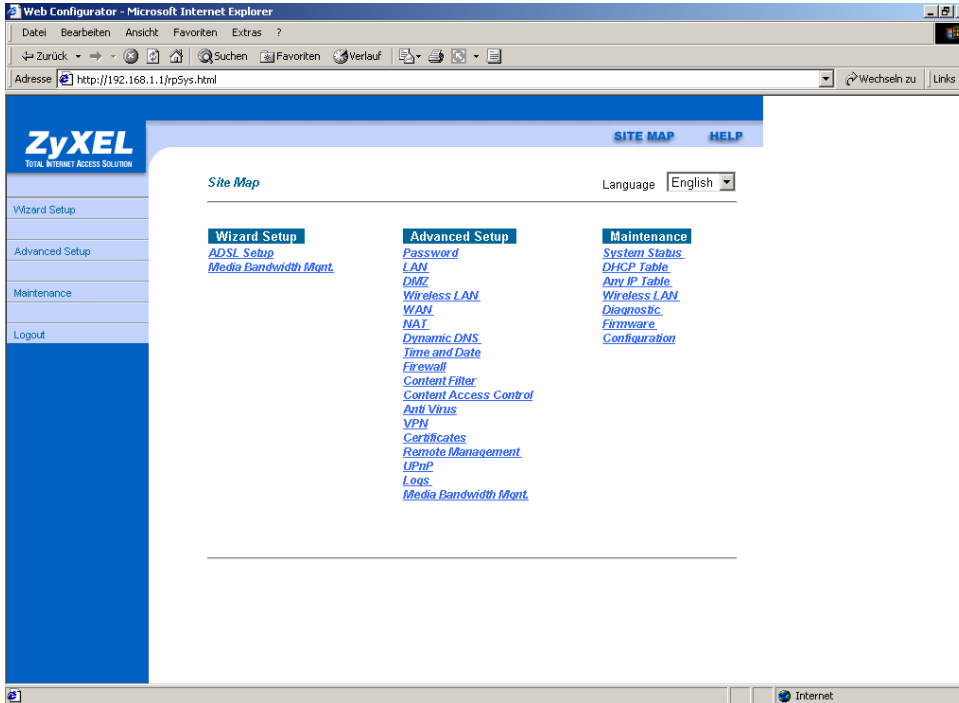 Web Configurator - Microsoft Internet Explorer
Datei Bearbeiten Ansicht Favoriten Extras ?
Zurück Suchen Favoriten Verlauf
Adresse http://192.168.1.1/rpSys.html Wechseln zu Links
ZyXEL
TOTAL INTERNET ACCESS SOLUTION
SITE MAP HELP
Wizard Setup
Advanced Setup
Maintenance
Logout
Site Map
Language English
Wizard Setup
ADSL Setup
Media Bandwidth Mgnt.
Advanced Setup
Password
LAN
DMZ
Wireless LAN
WAN
NAT
Dynamic DNS
Time and Date
Firewall
Content Filter
Content Access Control
Anti Virus
VPN
Certificates
Remote Management
UPnP
Logs
Media Bandwidth Mgnt.
Maintenance
System Status
DHCP Table
Any IP Table
Wireless LAN
Diagnostic
Firmware
Configuration
Internet